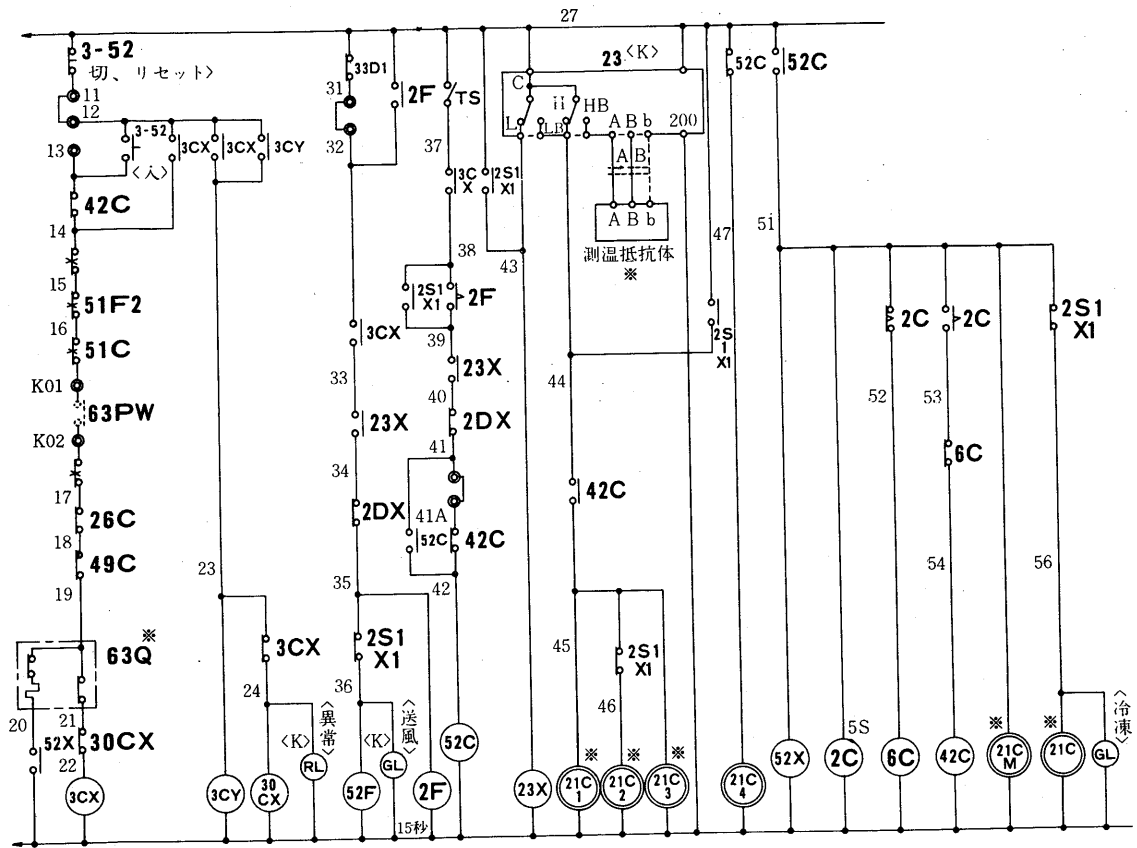 27
3-52
切、リセット〉
11
12
13
3-52
〈入〉
3CX
3CX
3CY
33D1
31
32
2F
TS
37
3C
X
2S1
X1
23〈K〉
C
L
LB
H
HB
A B b
200
A B
A B b
測温抵抗体
※
52C
52C
42C
14
15
51F2
16
51C
K01
63PW
K02
17
26C
18
49C
19
63Q
※
20
21
52X
30CX
22
3CX
23
3CX
24
〈K〉
〈異常〉
RL
3CY
30
CX
3CX
33
23X
34
2DX
35
2S1
X1
36
〈K〉
〈送風〉
GL
52F
2F
15秒
38
2S1
X1
2F
39
23X
40
2DX
41
41A
52C
42C
42
52C
43
23X
44
42C
45
2S1
X1
46
※
21C
1
※
21C
2
※
21C
3
47
2S
1
X1
21C
4
51
52X
2C
5S
2C
52
6C
2C
53
6C
54
42C
※
21C
M
2S1
X1
56
※
21C
〈冷凍〉
GL